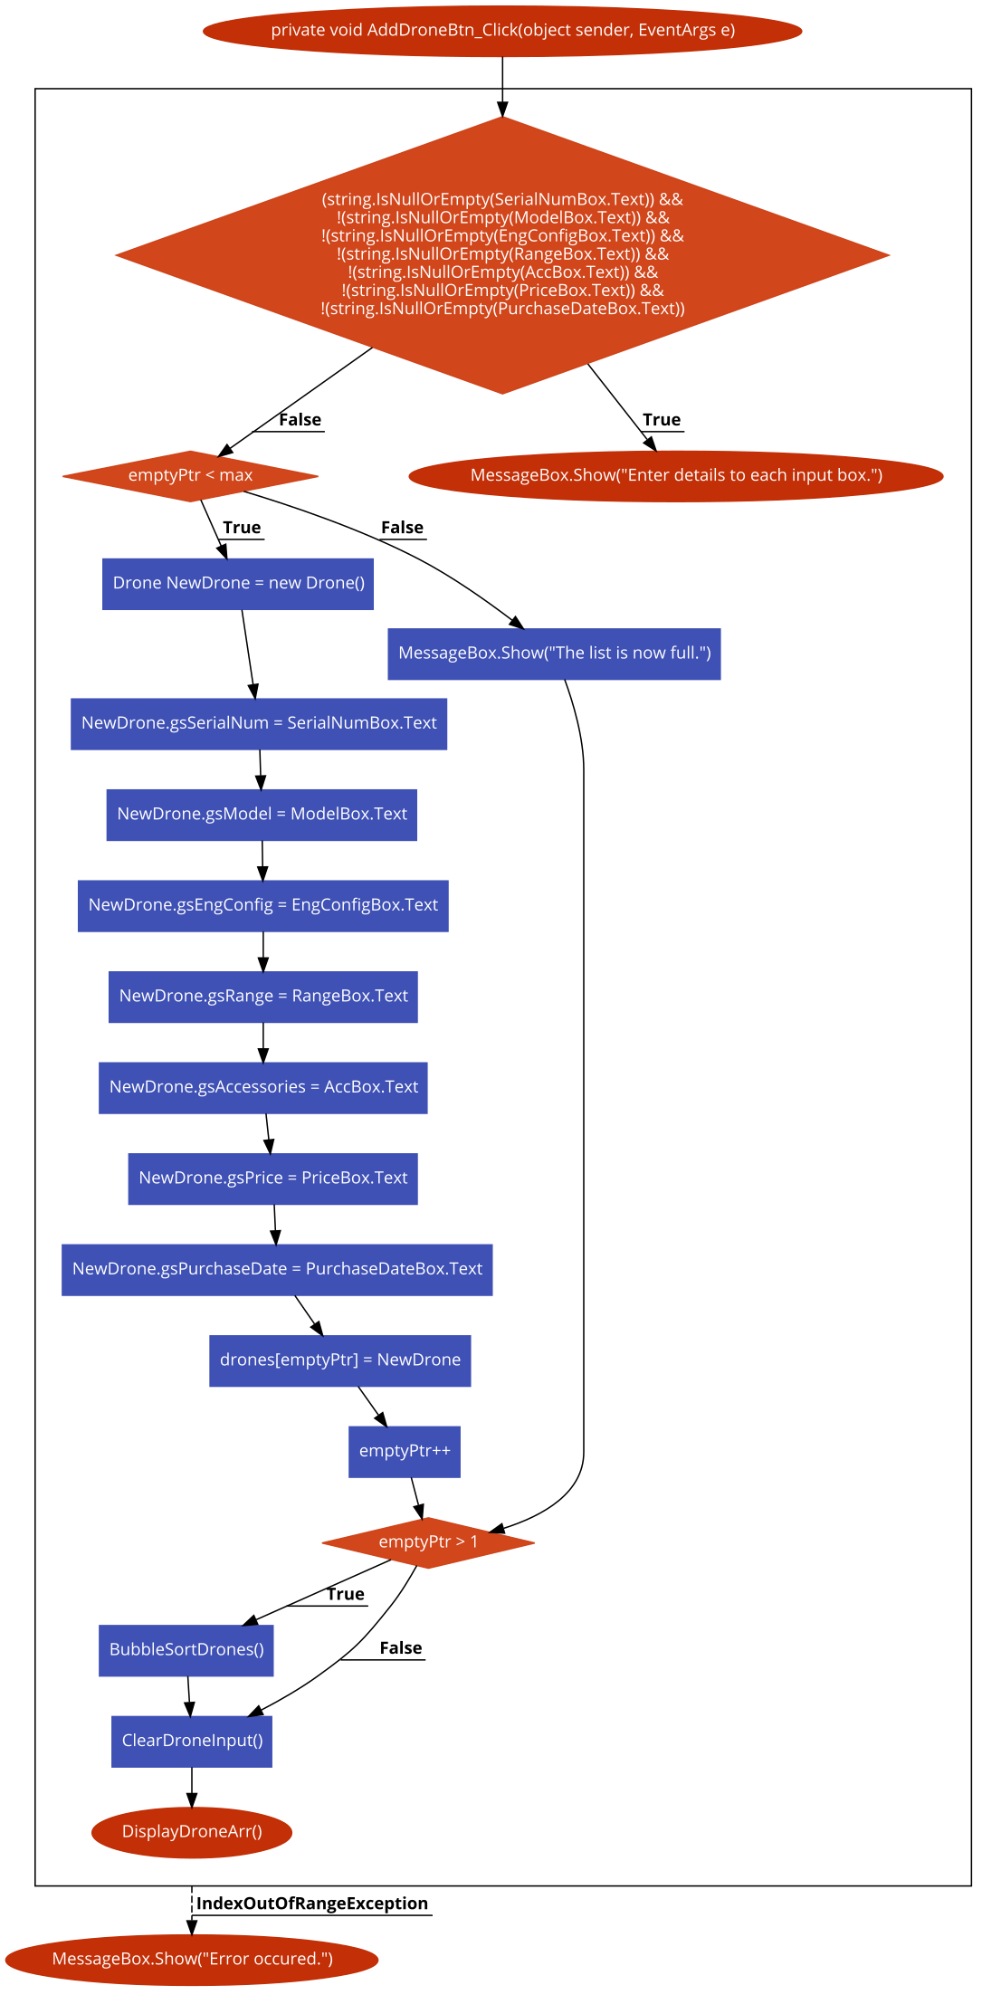 private void AddDroneBtn_Click(object sender, EventArgs e)
(string.IsNullOrEmpty(SerialNumBox.Text)) &&
!(string.IsNullOrEmpty(ModelBox.Text)) &&
!(string.IsNullOrEmpty(EngConfigBox.Text)) &&
!(string.IsNullOrEmpty(RangeBox.Text)) &&
!(string.IsNullOrEmpty(AccBox.Text)) &&
!(string.IsNullOrEmpty(PriceBox.Text)) &&
!(string.IsNullOrEmpty(PurchaseDateBox.Text))
False
True
emptyPtr < max
MessageBox.Show("Enter details to each input box.")
True
False
Drone NewDrone = new Drone()
MessageBox.Show("The list is now full.")
NewDrone.gsSerialNum = SerialNumBox.Text
NewDrone.gsModel = ModelBox.Text
NewDrone.gsEngConfig = EngConfigBox.Text
NewDrone.gsRange = RangeBox.Text
NewDrone.gsAccessories = AccBox.Text
NewDrone.gsPrice = PriceBox.Text
NewDrone.gsPurchaseDate = PurchaseDateBox.Text
drones[emptyPtr] = NewDrone
emptyPtr++
emptyPtr > 1
True
False
BubbleSortDrones()
ClearDroneInput()
DisplayDroneArr()
IndexOutOfRangeException
MessageBox.Show("Error occured.")